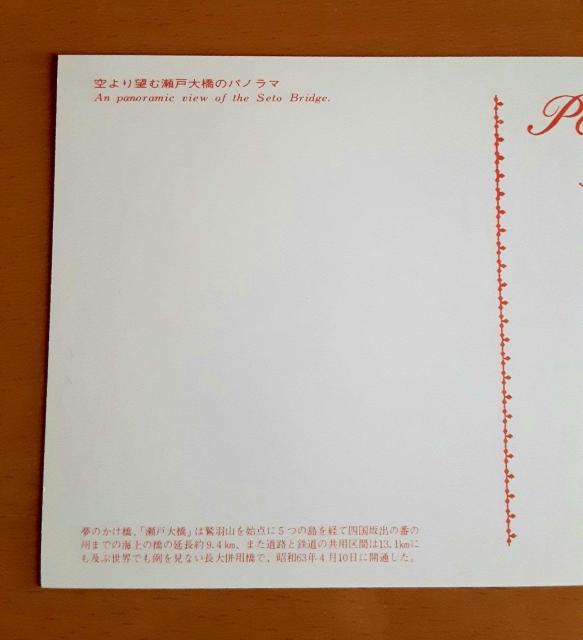 空より望む瀬戸大橋のパノラマ
An panoramic view of the Seto Bridge.
夢のかけ橋、「瀬戸大橋」は鷲羽山を始点に5つの島を経て四国坂出の番の
州までの海上の橋の延長約9.4km、また道路と鉄道の共用区間は13.1kmに
も及ぶ世界でも例を見ない長大併用橋で、昭和63年4月10日に開通した。